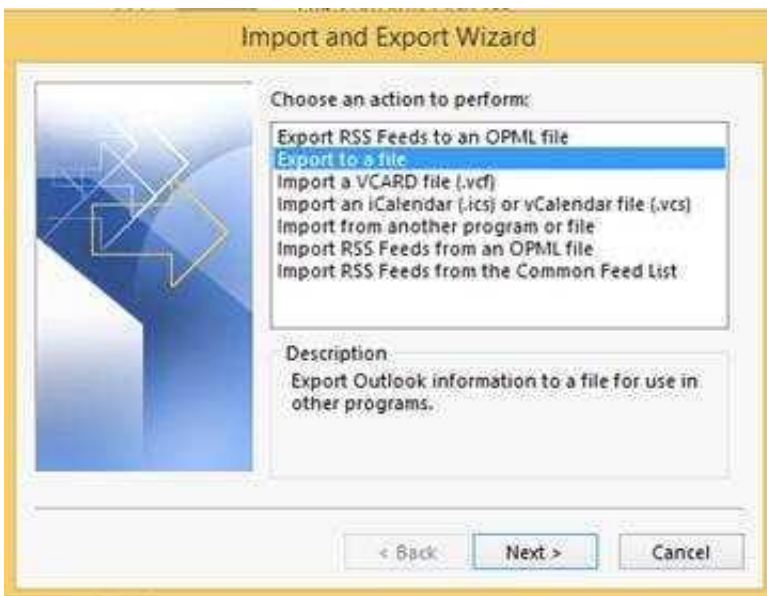 Import and Export Wizard
Choose an action to perform:
Export RSS Feeds to an OPML file
Export to a file
Import a VCARD file (.vcf)
Import an iCalendar (.ics) or vCalendar file (.vcs)
Import from another program or file
Import RSS Feeds from an OPML file
Import RSS Feeds from the Common Feed List
Description
Export Outlook information to a file for use in
other programs.
< Back
Next >
Cancel